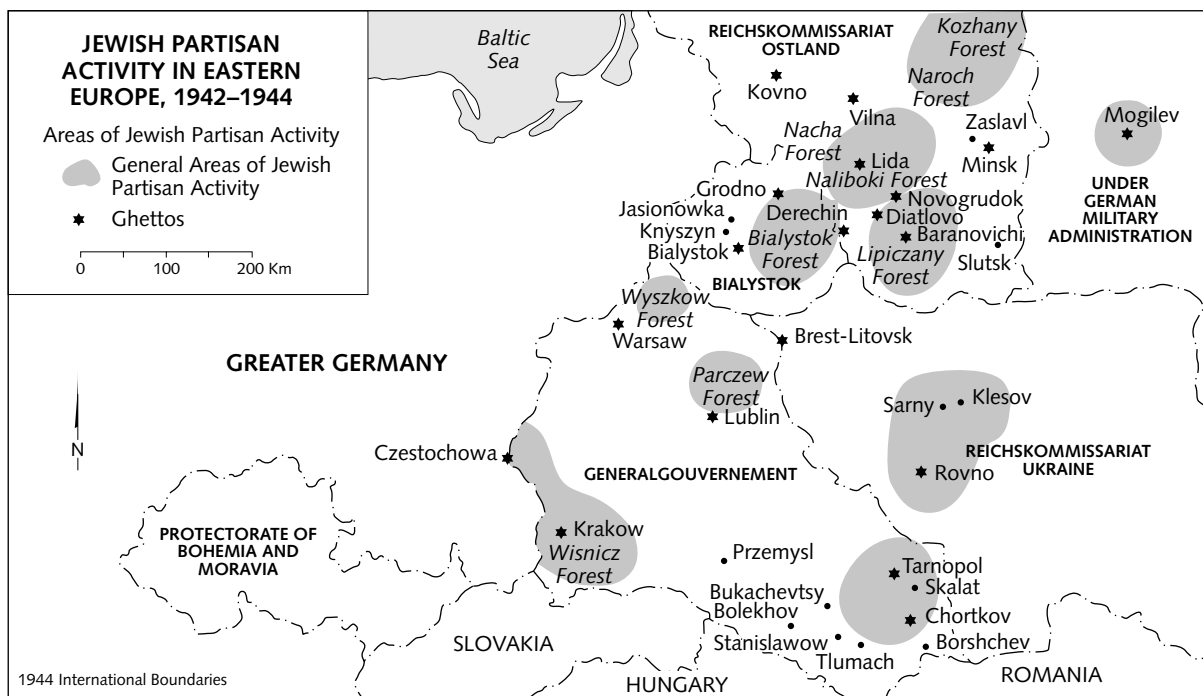 JEWISH PARTISAN
ACTIVITY IN EASTERN
EUROPE, 1942–1944
Areas of Jewish Partisan Activity
General Areas of Jewish
Partisan Activity
Ghettos
0 100 200 Km
Baltic
Sea
REICHSKOMMISSARIAT
OSTLAND
Kozhany
Forest
Naroch
Forest
Kovno
Vilna
Zaslavl
Minsk
Mogilev
Nacha
Forest
Lida
Naliboki Forest
UNDER
GERMAN
MILITARY
ADMINISTRATION
Grodno
Novogrudok
Jasionowka
Derechin
Diatlovo
Knyszyn
Bialystok
Bialystok
Forest
Baranovichi
Lipiczany
Forest
Slutsk
BIALYSTOK
Wyszkow
Forest
Warsaw
Brest-Litovsk
GREATER GERMANY
Parczew
Forest
Lublin
Sarny
Klesov
N
Czestochowa
GENERALGOUVERNEMENT
REICHSKOMMISSARIAT
UKRAINE
Rovno
PROTECTORATE OF
BOHEMIA AND
MORAVIA
Krakow
Wisnicz
Forest
Przemysl
Tarnopol
Skalat
Bukachevtsy
Bolekhov
Chortkov
Stanislawow
Borshchev
Tlumach
SLOVAKIA
HUNGARY
ROMANIA
1944 International Boundaries